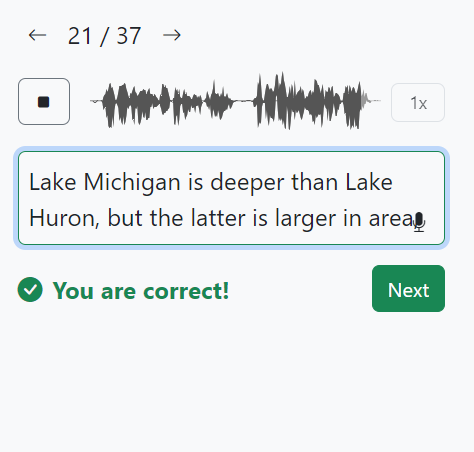 21 / 37
1x
Lake Michigan is deeper than Lake
Huron, but the latter is larger in area
You are correct!
Next